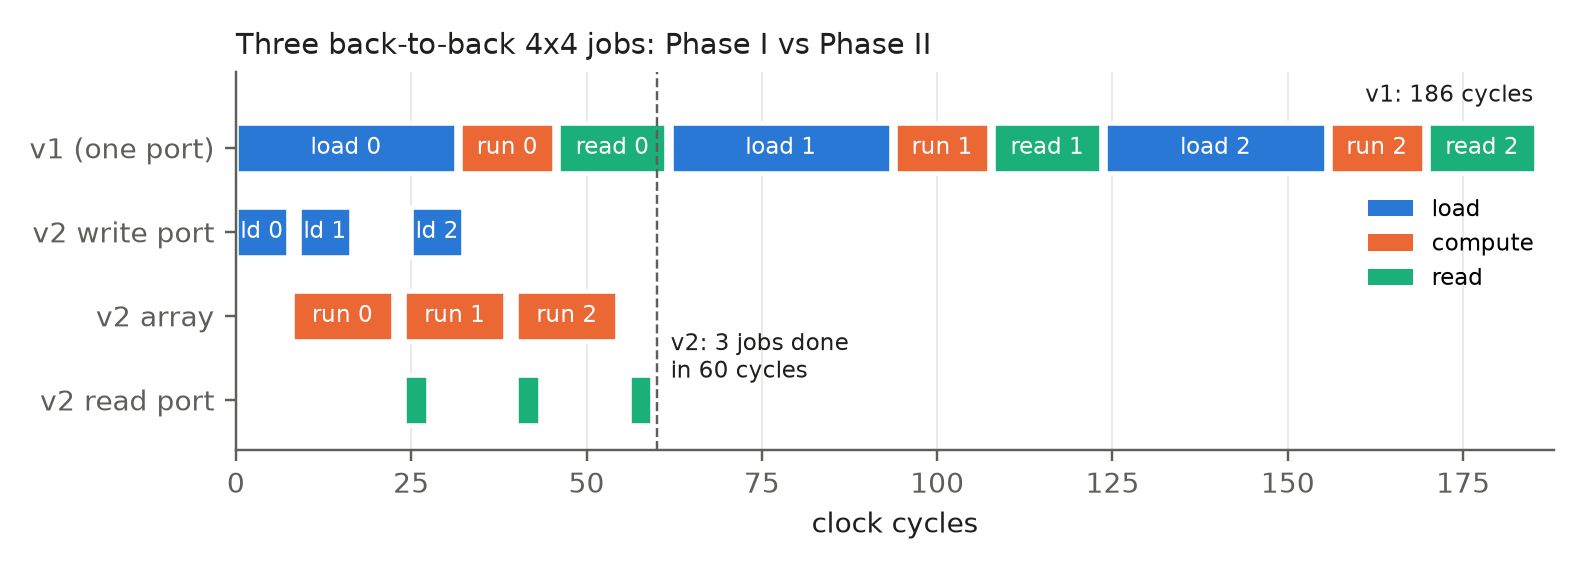 Three back-to-back 4x4 jobs: Phase I vs Phase II
v1: 186 cycles
v1 (one port)
load 0
run 0
read 0
load 1
run 1
read 1
load 2
run 2
read 2
v2 write port
ld 0
ld 1
ld 2
load
compute
read
v2 array
run 0
run 1
run 2
v2: 3 jobs done
in 60 cycles
v2 read port
0
25
50
75
100
125
150
175
clock cycles